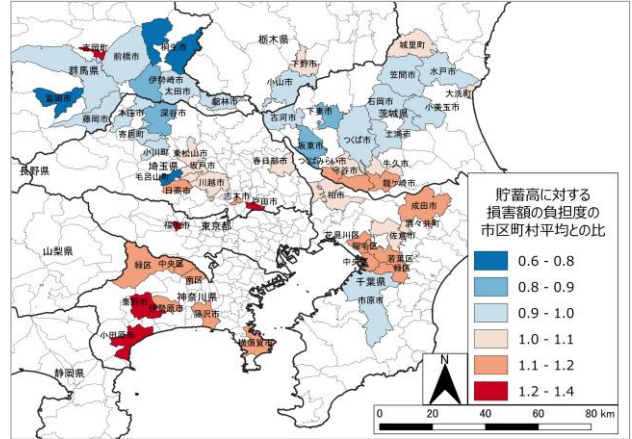 栃木県
城里町
吉岡町
桐生市
前橋市
下野市
水戸市
笠間市
群馬県
伊勢崎市
太田市
小山市
大洗町
石岡市
茨城県
小美玉市
富岡市
館林市
古河市
下妻市
藤岡市
本庄市
深谷市
坂東市
つくば市
土浦市
寄居町
小川町
東松山市
つくばみらい市
長野県
埼玉県
坂戸市
春日部市
牛久市
毛呂山町
守谷市
日高市
川越市
龍ケ崎市
志木市
戸田市
柏市
成田市
福生市
東京都
酒々井町
山梨県
花見川区
佐倉市
稲毛区
緑区
中央区
中央区
若葉区
緑区
南区
千葉県
秦野市
神奈川県
市原市
伊勢原市
藤沢市
小田原市
横須賀市
静岡県
貯蓄高に対する
損害額の負担度の
市区町村平均との比
0.6 - 0.8
0.8 - 0.9
0.9 - 1.0
1.0 - 1.1
1.1 - 1.2
1.2 - 1.4
N
0 20 40 60 80 km